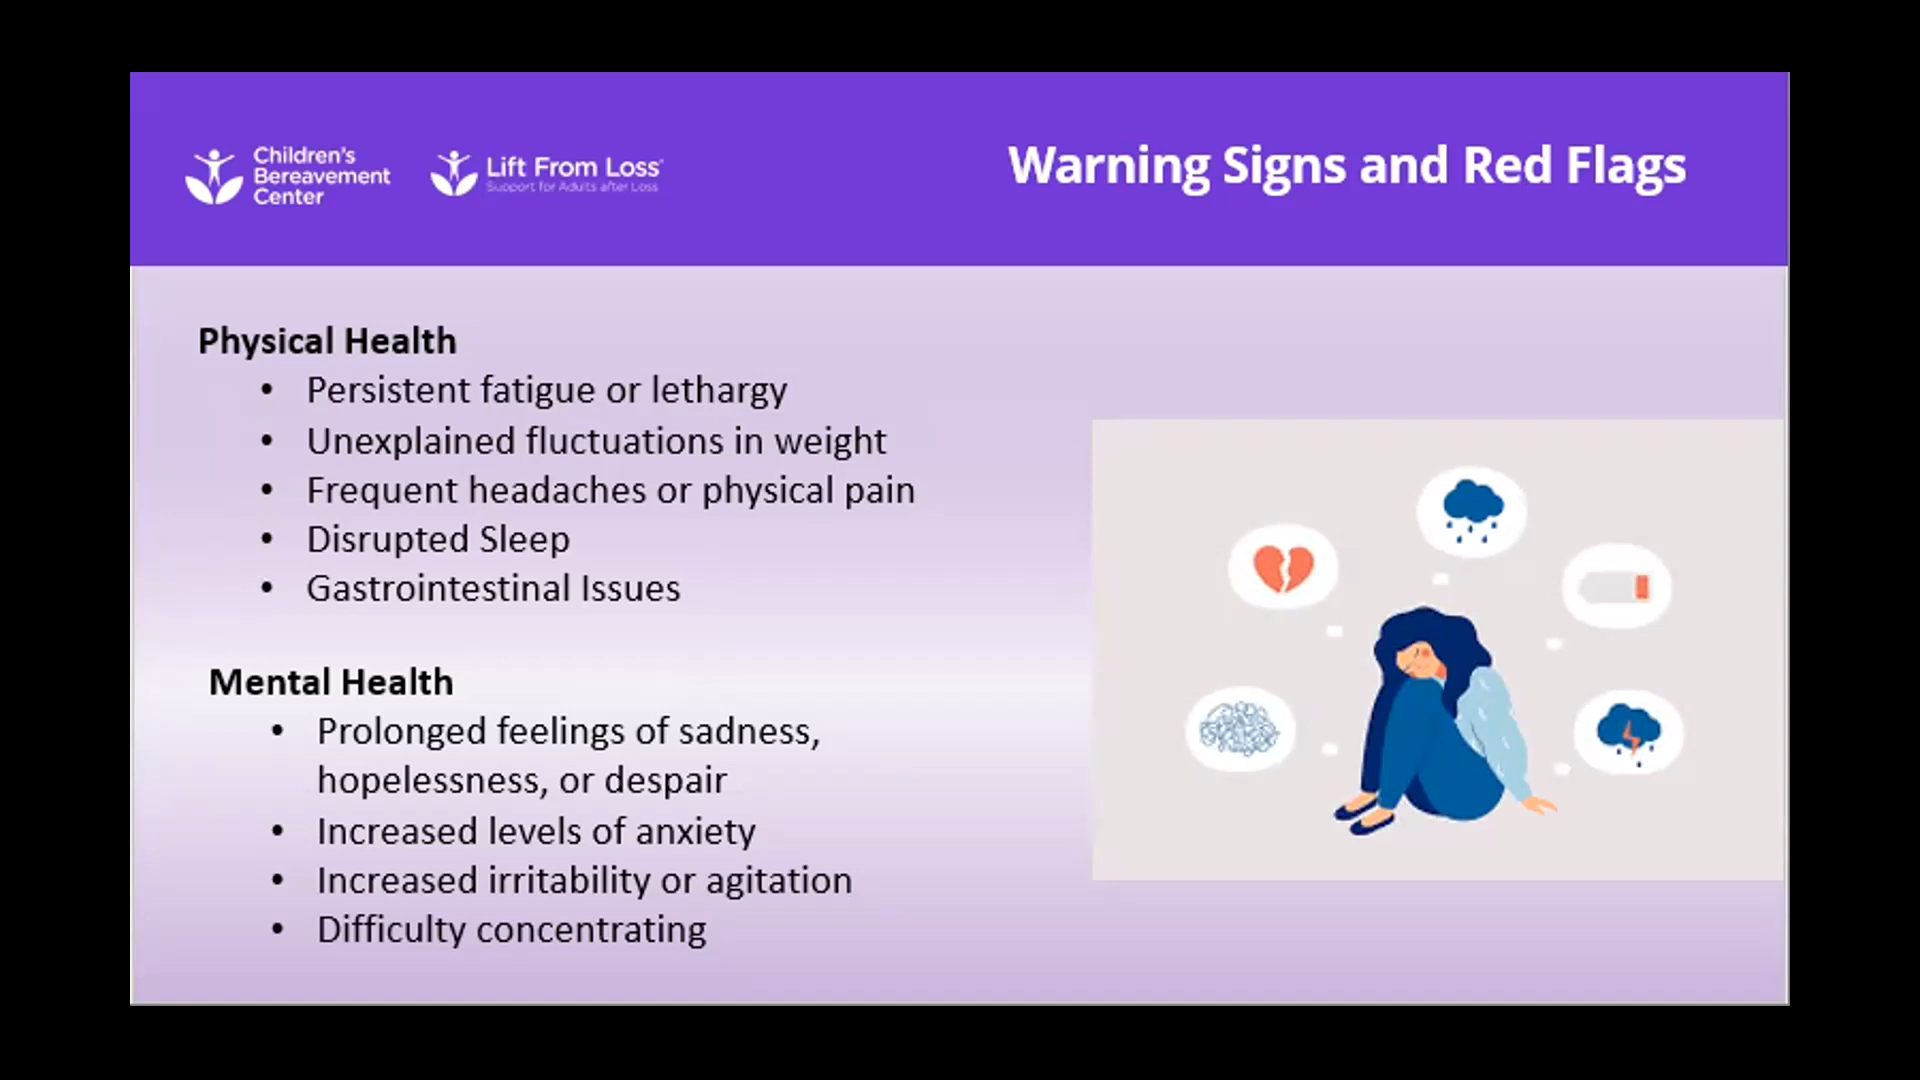 Children's
Bereavement
Center
Lift From Loss
Support for Adults after Loss
Warning Signs and Red Flags
Physical Health
• Persistent fatigue or lethargy
• Unexplained fluctuations in weight
• Frequent headaches or physical pain
• Disrupted Sleep
• Gastrointestinal Issues
Mental Health
• Prolonged feelings of sadness,
hopelessness, or despair
• Increased levels of anxiety
• Increased irritability or agitation
• Difficulty concentrating